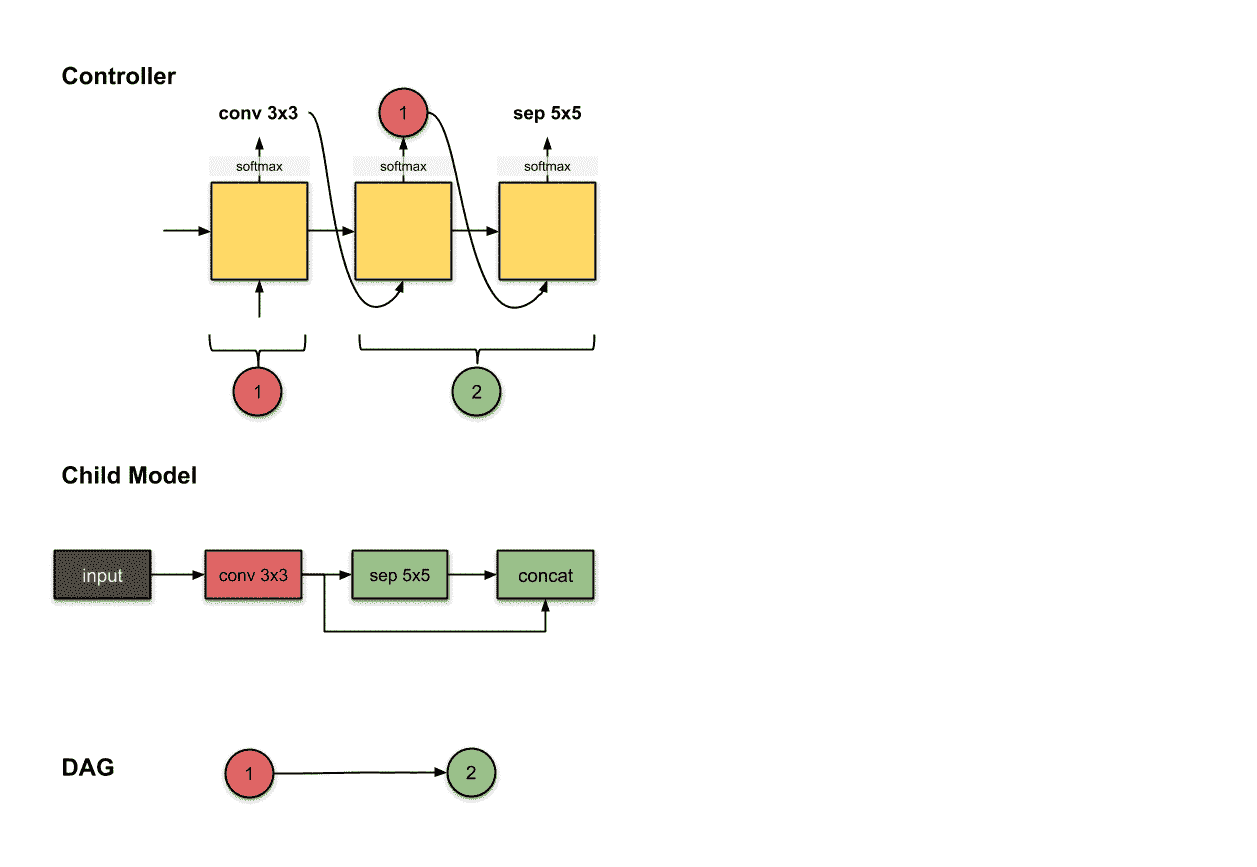 Controller
conv 3x3
1
sep 5x5
softmax
softmax
softmax
1
2
Child Model
input
conv 3x3
sep 5x5
concat
DAG
1
2